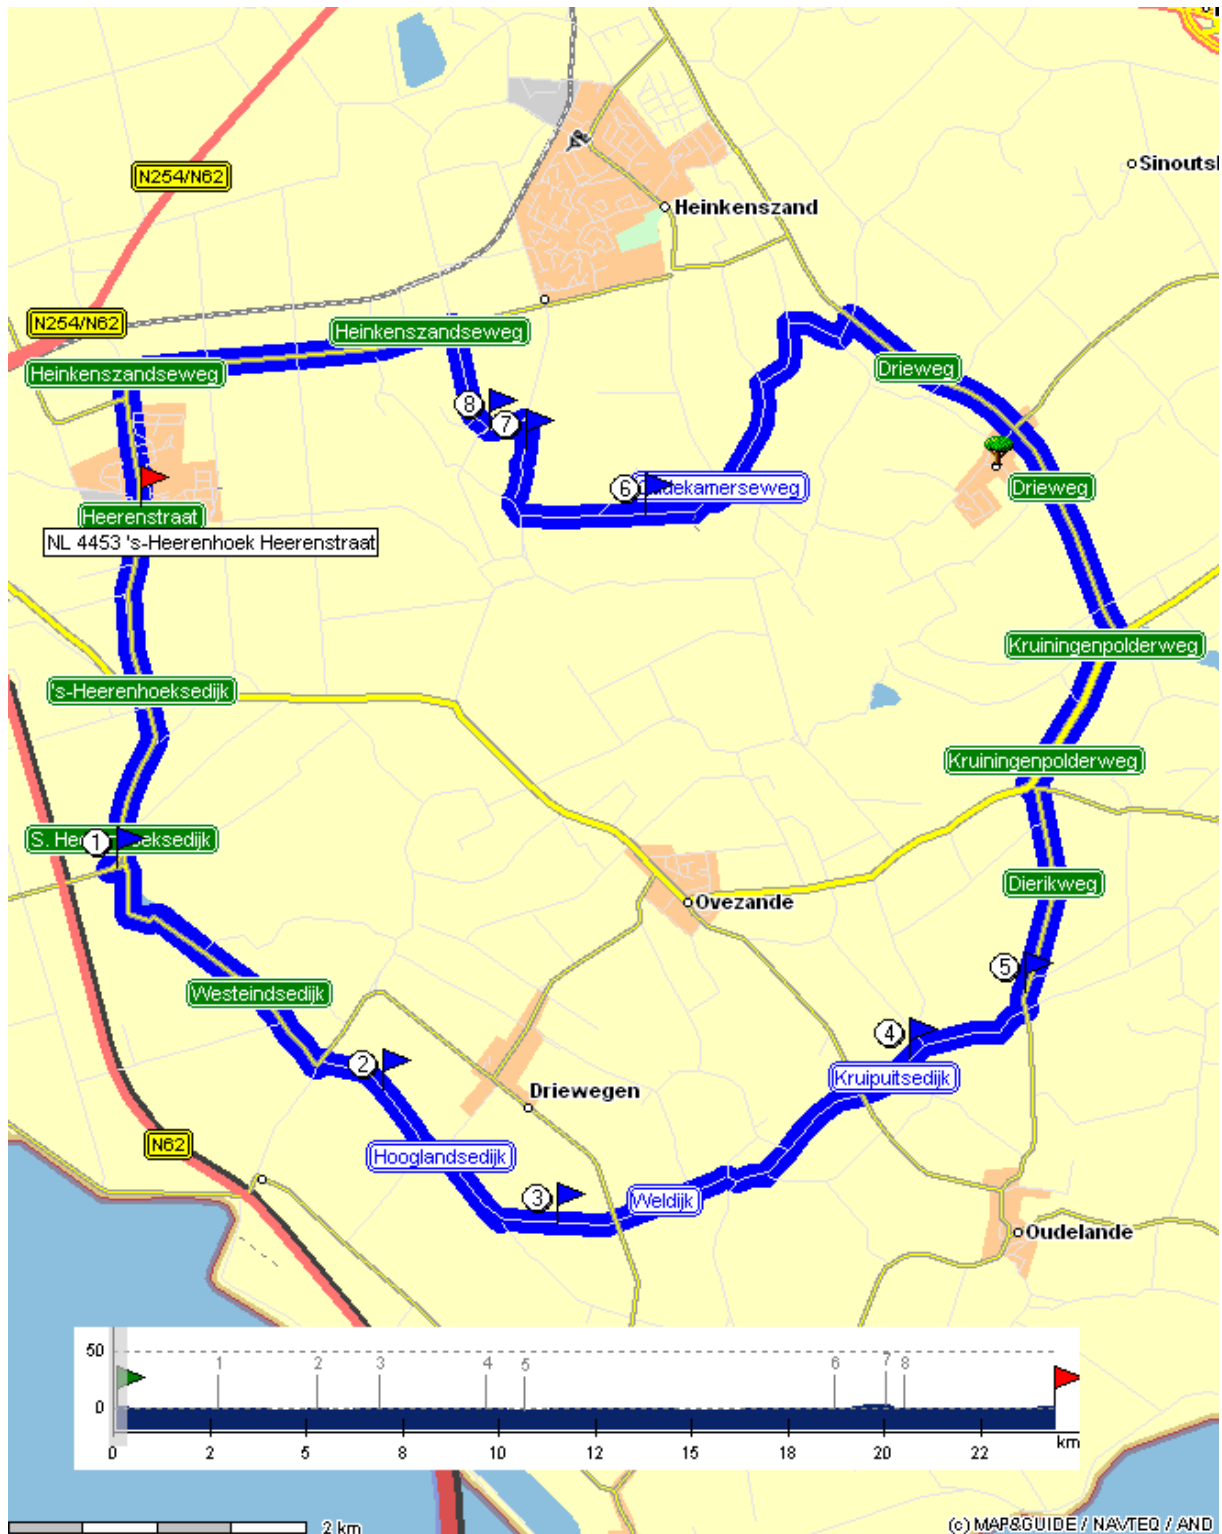 N254/N62
Sinoutsk
Heinkenszand
N254/N62
Heinkenszandseweg
Heinkenszandseweg
Drieweg
8
7
6
Drieweg
Heerenstraat
NL 4453 's-Heerenhoek Heerenstraat
Kruiningenpolderweg
's-Heerenhoeksedijk
Kruiningenpolderweg
1
Dierikweg
Ovezande
5
Westeindsedijk
4
2
Kruipuitsedijk
Driewegen
N62
Hooglandsedijk
3
Weldijk
Oudelande
50
1 2 3 4 5 6 7 8
0
km
0 2 5 8 10 12 15 18 20 22
2 km
(c) MAP&GUIDE / NAVTEQ / AND